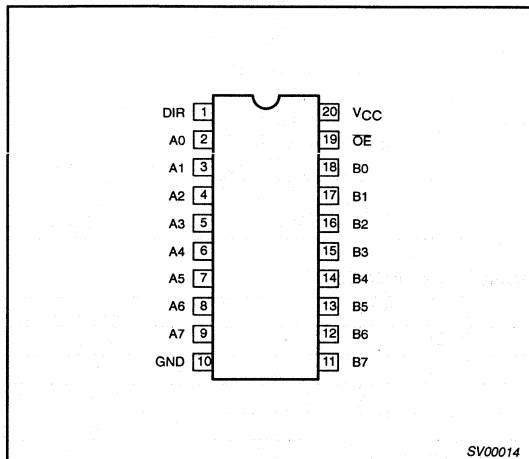 DIR 1 20 VCC
A0 2 19 O̅E̅
A1 3 18 B0
A2 4 17 B1
A3 5 16 B2
A4 6 15 B3
A5 7 14 B4
A6 8 13 B5
A7 9 12 B6
GND 10 11 B7
SV00014